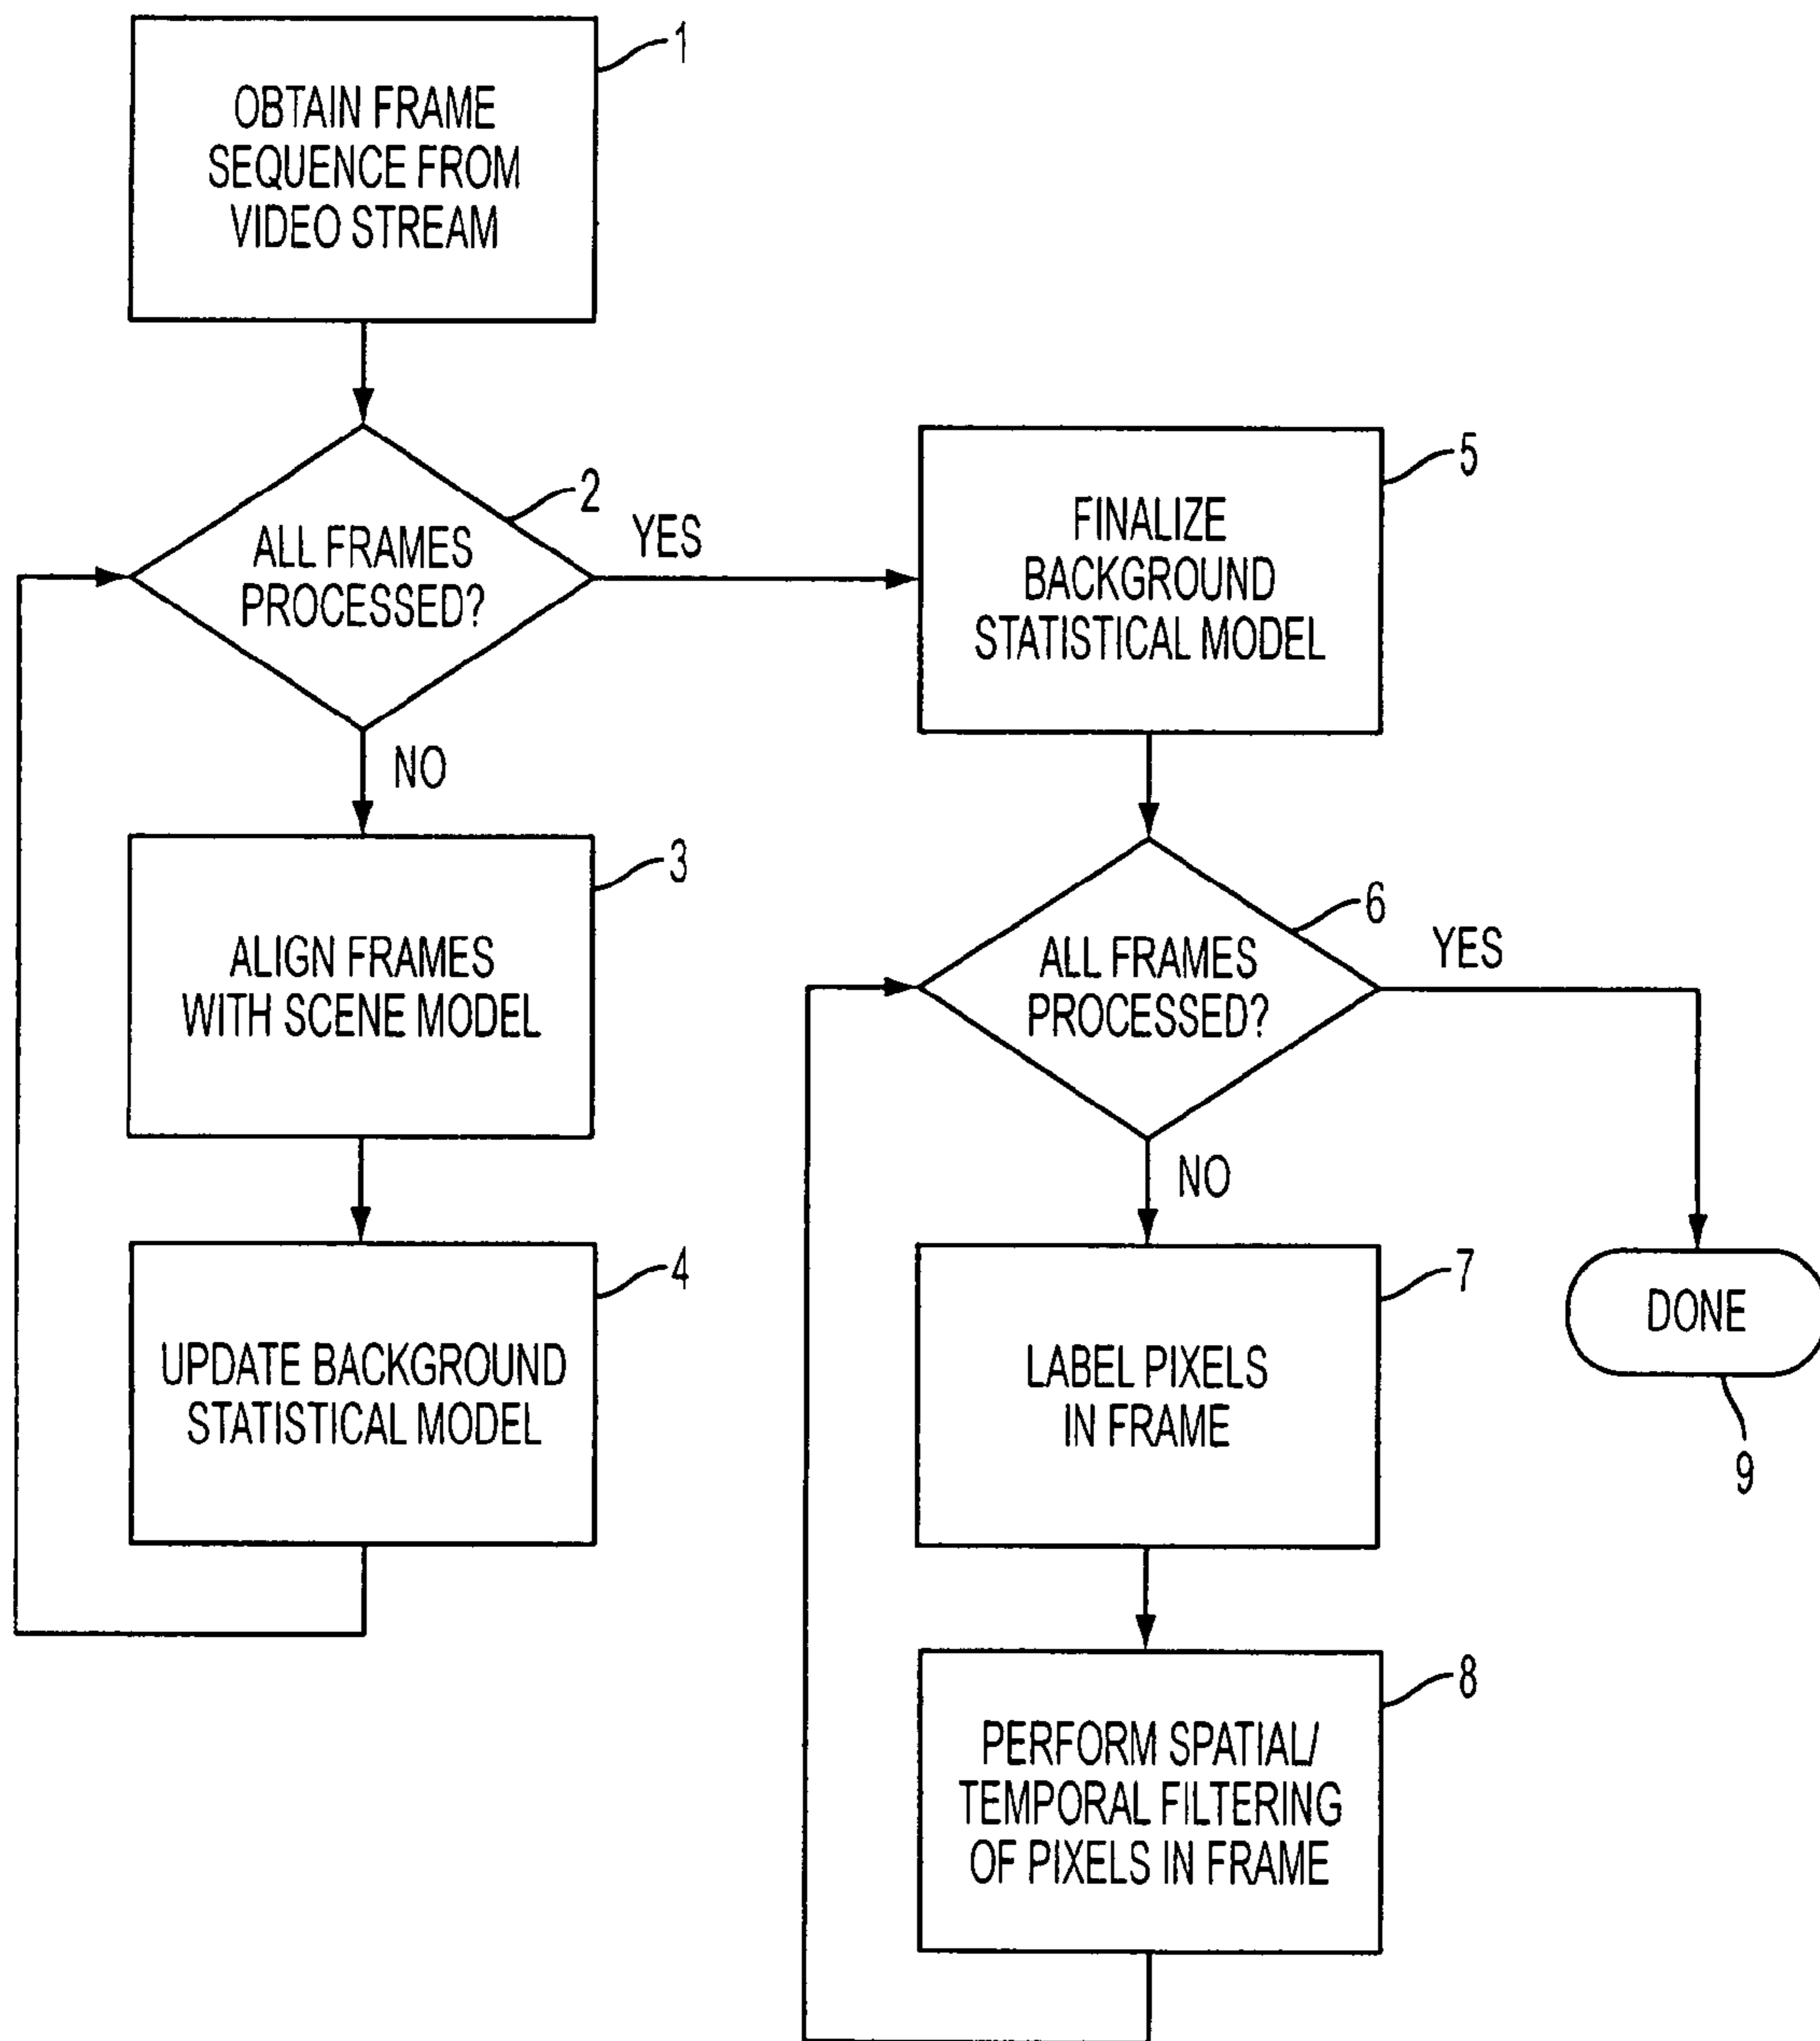 1
OBTAIN FRAME
SEQUENCE FROM
VIDEO STREAM
2
ALL FRAMES
PROCESSED?
YES
NO
3
ALIGN FRAMES
WITH SCENE MODEL
4
UPDATE BACKGROUND
STATISTICAL MODEL
5
FINALIZE
BACKGROUND
STATISTICAL MODEL
6
ALL FRAMES
PROCESSED?
YES
NO
7
LABEL PIXELS
IN FRAME
8
PERFORM SPATIAL/
TEMPORAL FILTERING
OF PIXELS IN FRAME
DONE
9